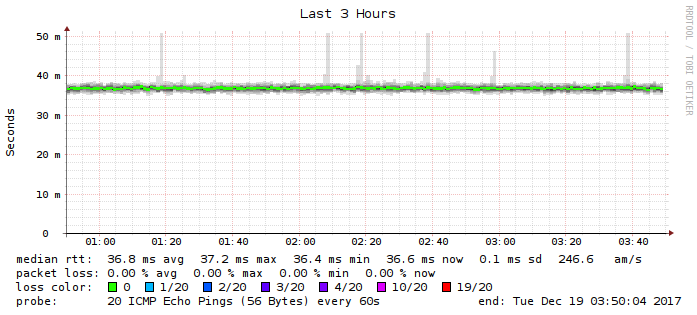 Last 3 Hours
RRDTOOL / TOBI OETIKER
Seconds
50 m
40 m
30 m
20 m
10 m
0
01:00 01:20 01:40 02:00 02:20 02:40 03:00 03:20 03:40
median rtt: 36.8 ms avg 37.2 ms max 36.4 ms min 36.6 ms now 0.1 ms sd 246.6 am/s
packet loss: 0.00 % avg 0.00 % max 0.00 % min 0.00 % now
loss color: 0 1/20 2/20 3/20 4/20 10/20 19/20
probe: 20 ICMP Echo Pings (56 Bytes) every 60s end: Tue Dec 19 03:50:04 2017